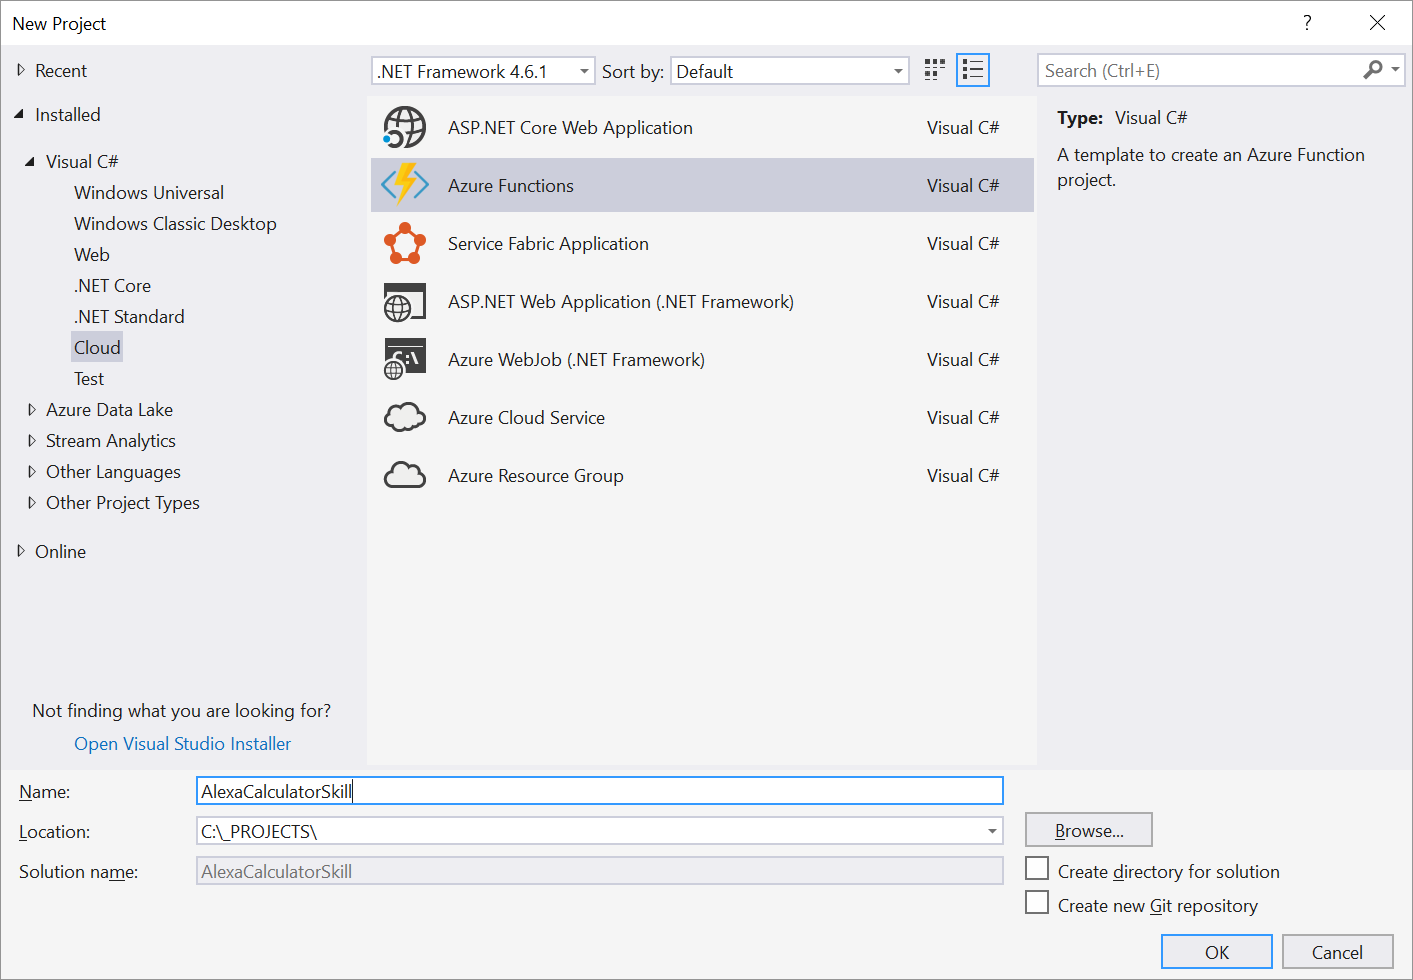 New Project
?
Recent
Installed
Visual C#
Windows Universal
Windows Classic Desktop
Web
.NET Core
.NET Standard
Cloud
Test
Azure Data Lake
Stream Analytics
Other Languages
Other Project Types
Online
Not finding what you are looking for?
Open Visual Studio Installer
.NET Framework 4.6.1 Sort by: Default
ASP.NET Core Web Application Visual C#
Azure Functions Visual C#
Service Fabric Application Visual C#
ASP.NET Web Application (.NET Framework) Visual C#
C:\ Azure WebJob (.NET Framework) Visual C#
Azure Cloud Service Visual C#
Azure Resource Group Visual C#
Search (Ctrl+E)
Type: Visual C#
A template to create an Azure Function
project.
Name: AlexaCalculatorSkill
Location: C:\_PROJECTS\
Browse...
Solution name: AlexaCalculatorSkill
Create directory for solution
Create new Git repository
OK Cancel